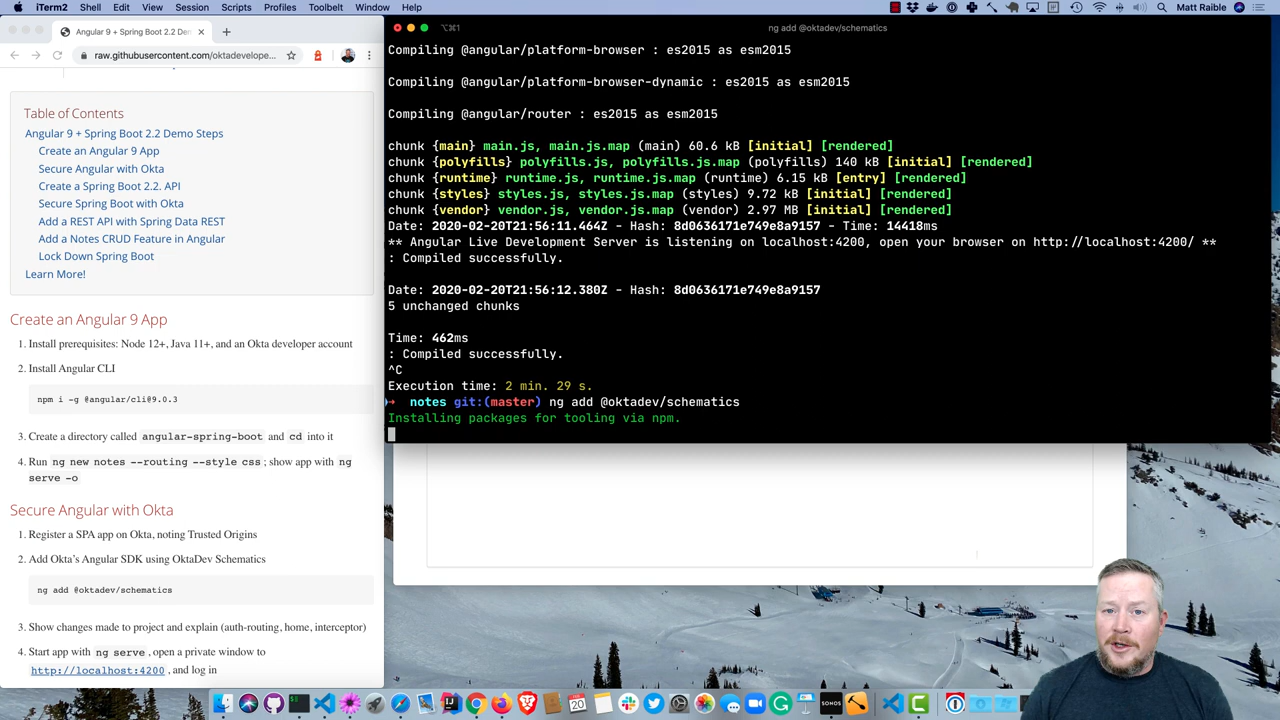 iTerm2 Shell Edit View Session Scripts Profiles Toolbelt Window Help
Matt Raible
Angular 9 + Spring Boot 2.2 De
raw.githubusercontent.com/oktadevelope...
Table of Contents
Angular 9 + Spring Boot 2.2 Demo Steps
Create an Angular 9 App
Secure Angular with Okta
Create a Spring Boot 2.2. API
Secure Spring Boot with Okta
Add a REST API with Spring Data REST
Add a Notes CRUD Feature in Angular
Lock Down Spring Boot
Learn More!
Create an Angular 9 App
1. Install prerequisites: Node 12+, Java 11+, and an Okta developer account
2. Install Angular CLI
npm i -g @angular/cli@9.0.3
3. Create a directory called angular-spring-boot and cd into it
4. Run ng new notes --routing --style css; show app with ng
serve -o
Secure Angular with Okta
1. Register a SPA app on Okta, noting Trusted Origins
2. Add Okta's Angular SDK using OktaDev Schematics
ng add @oktadev/schematics
3. Show changes made to project and explain (auth-routing, home, interceptor)
4. Start app with ng serve, open a private window to
http://localhost:4200, and log in
⌥⌘1
ng add @oktadev/schematics
Compiling @angular/platform-browser : es2015 as esm2015
Compiling @angular/platform-browser-dynamic : es2015 as esm2015
Compiling @angular/router : es2015 as esm2015
chunk {main} main.js, main.js.map (main) 60.6 kB [initial] [rendered]
chunk {polyfills} polyfills.js, polyfills.js.map (polyfills) 140 kB [initial] [rendered]
chunk {runtime} runtime.js, runtime.js.map (runtime) 6.15 kB [entry] [rendered]
chunk {styles} styles.js, styles.js.map (styles) 9.72 kB [initial] [rendered]
chunk {vendor} vendor.js, vendor.js.map (vendor) 2.97 MB [initial] [rendered]
Date: 2020-02-20T21:56:11.464Z - Hash: 8d0636171e749e8a9157 - Time: 14418ms
** Angular Live Development Server is listening on localhost:4200, open your browser on http://localhost:4200/ **
: Compiled successfully.
Date: 2020-02-20T21:56:12.380Z - Hash: 8d0636171e749e8a9157
5 unchanged chunks
Time: 462ms
: Compiled successfully.
^C
Execution time: 2 min. 29 s.
➜ notes git:(master) ng add @oktadev/schematics
Installing packages for tooling via npm.
FEB
20
SONOS